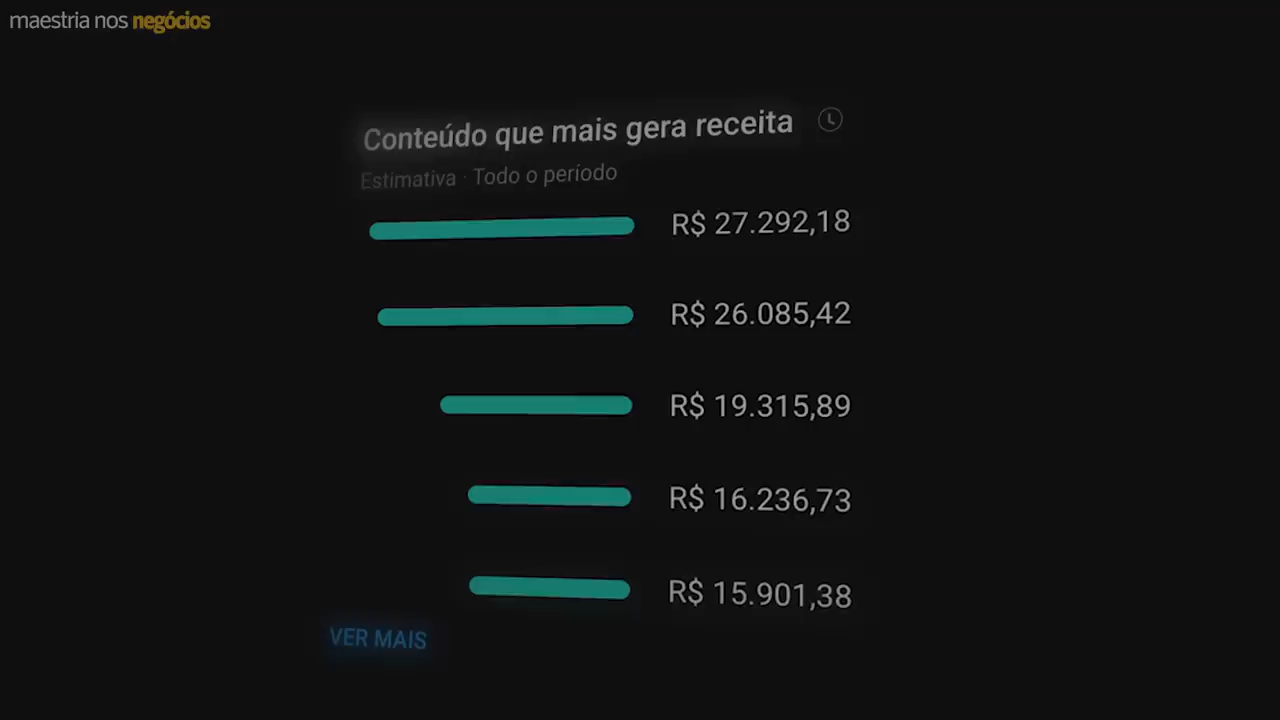 maestria nos negócios
Conteúdo que mais gera receita
Estimativa · Todo o período
R$ 27.292,18
R$ 26.085,42
R$ 19.315,89
R$ 16.236,73
R$ 15.901,38
VER MAIS